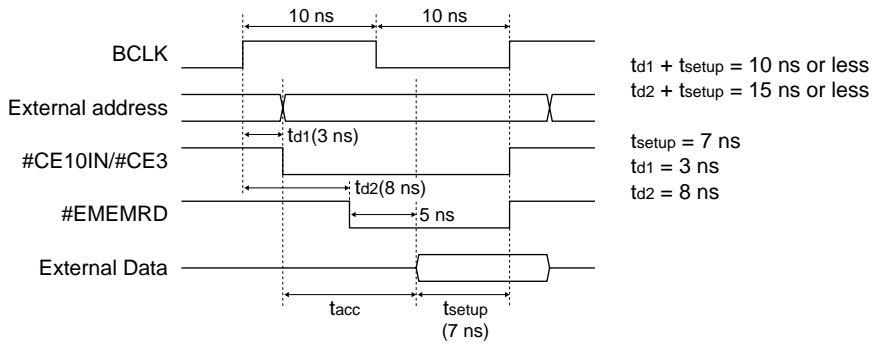 10 ns
10 ns
BCLK
External address
td1(3 ns)
#CE10IN/#CE3
td2(8 ns)
#EMEMRD
5 ns
External Data
tacc
tsetup
(7 ns)
td1 + tsetup = 10 ns or less
td2 + tsetup = 15 ns or less
tsetup = 7 ns
td1 = 3 ns
td2 = 8 ns